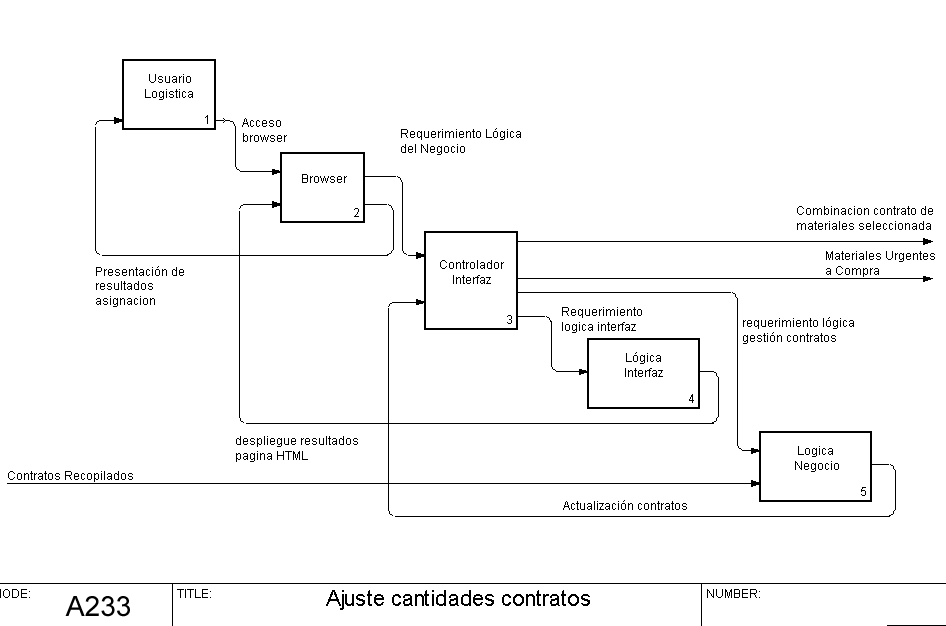 Usuario
Logistica
1
Acceso
browser
Requerimiento Lógica
del Negocio
Browser
2
Combinacion contrato de
materiales seleccionada
Materiales Urgentes
a Compra
Controlador
Interfaz
3
Presentación de
resultados
asignacion
Requerimiento
logica interfaz
requerimiento lógica
gestión contratos
Lógica
Interfaz
4
despliegue resultados
pagina HTML
Logica
Negocio
5
Contratos Recopilados
Actualización contratos
IODE:
A233
TITLE:
Ajuste cantidades contratos
NUMBER: